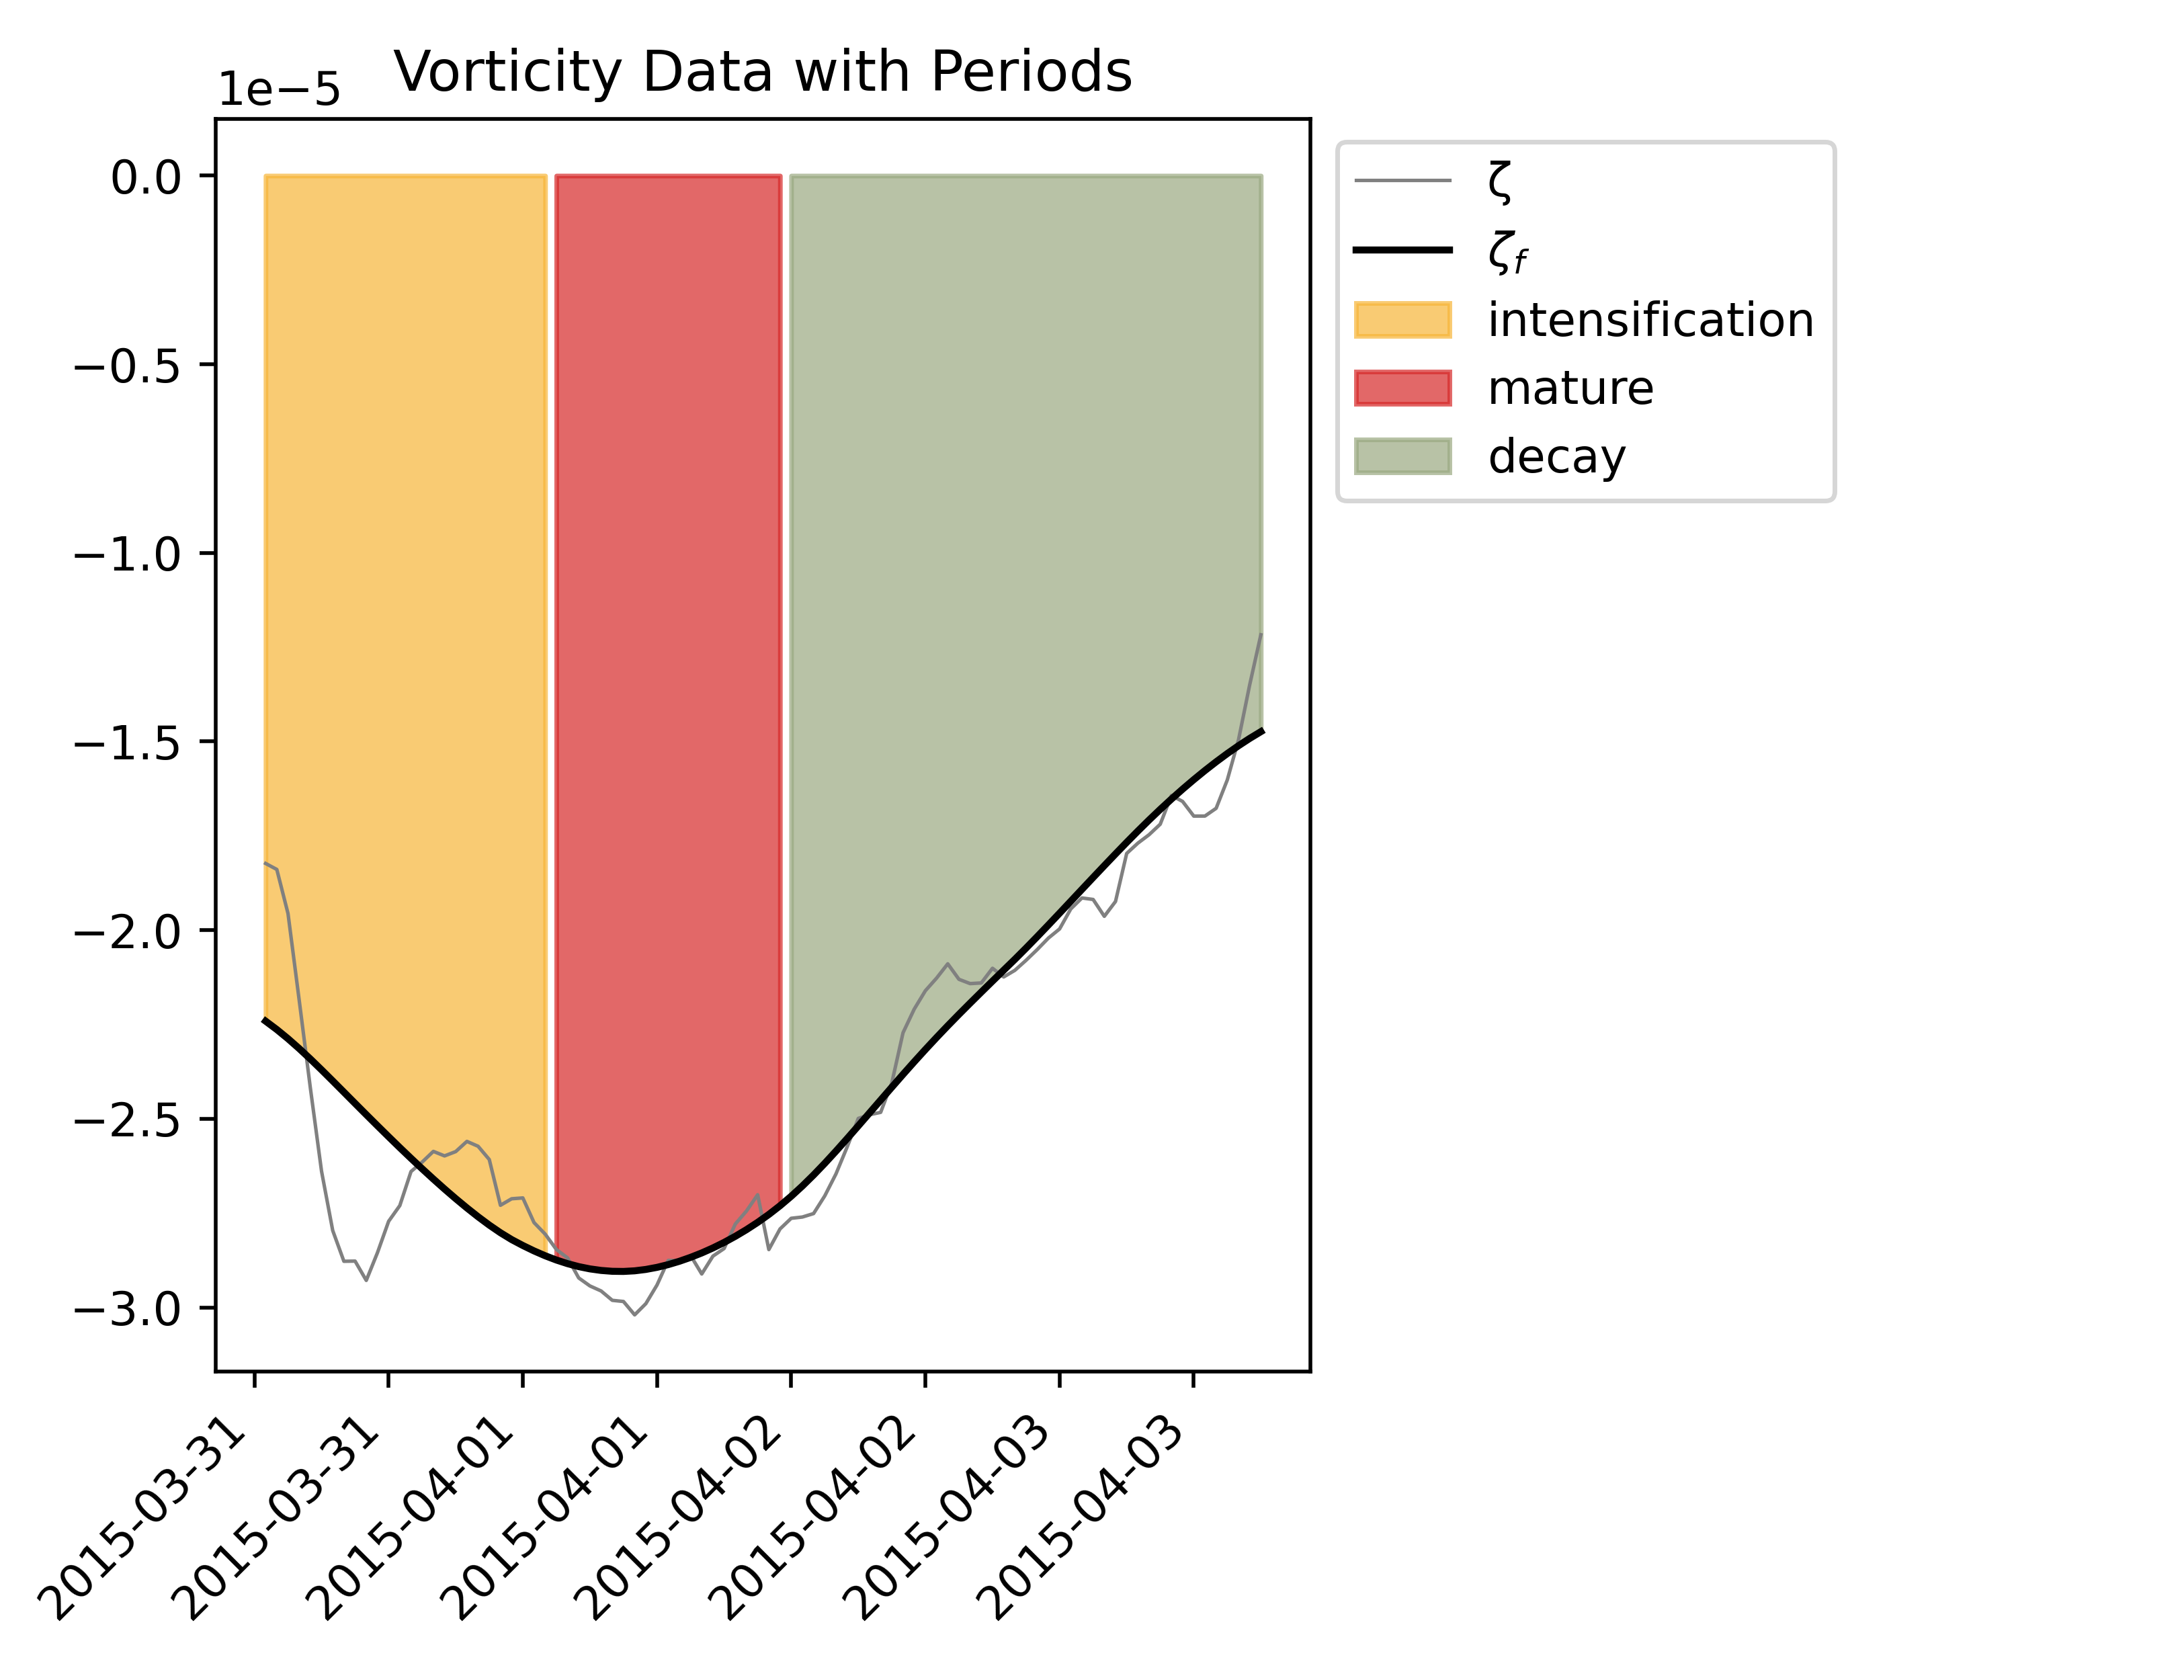 Vorticity Data with Periods
1e−5
0.0
−0.5
−1.0
−1.5
−2.0
−2.5
−3.0
2015-03-31
2015-03-31
2015-04-01
2015-04-01
2015-04-02
2015-04-02
2015-04-03
2015-04-03
ζ
ζf
intensification
mature
decay